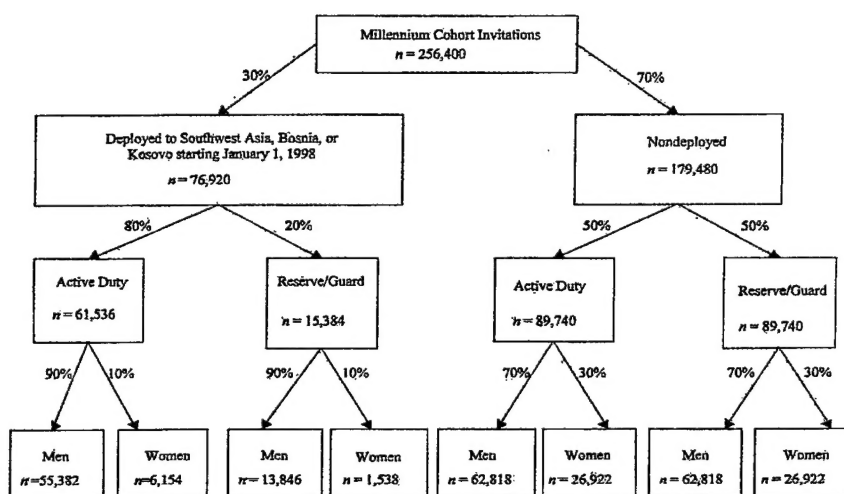 Millennium Cohort Invitations
n = 256,400
30%
70%
Deployed to Southwest Asia, Bosnia, or
Kosovo starting January 1, 1998
n = 76,920
Nondeployed
n = 179,480
80%
20%
50%
50%
Active Duty
n = 61,536
Reserve/Guard
n = 15,384
Active Duty
n = 89,740
Reserve/Guard
n = 89,740
90%
10%
90%
10%
70%
30%
70%
30%
Men
n=55,382
Women
n=6,154
Men
n= 13,846
Women
n = 1,538
Men
n = 62,818
Women
n = 26,922
Men
n = 62,818
Women
n = 26,922